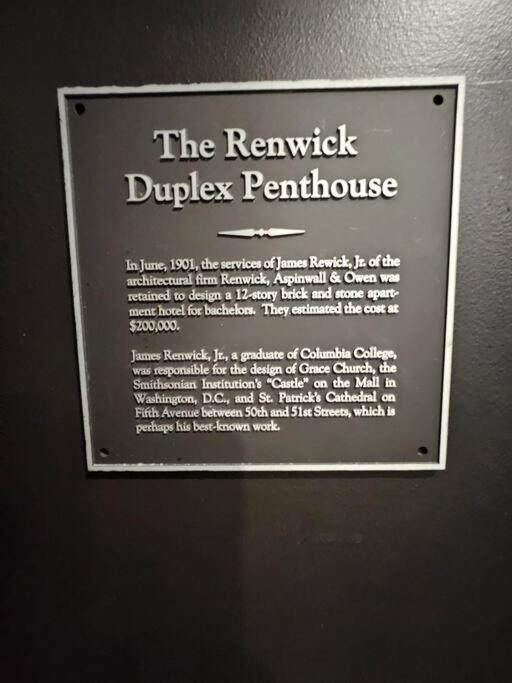 The Renwick
Duplex Penthouse
In June, 1901, the services of James Rewick, Jr. of the
architectural firm Renwick, Aspinwall & Owen was
retained to design a 12-story brick and stone apart-
ment hotel for bachelors. They estimated the cost at
$200,000.
James Renwick, Jr., a graduate of Columbia College,
was responsible for the design of Grace Church, the
Smithsonian Institution's "Castle" on the Mall in
Washington, D.C., and St. Patrick's Cathedral on
Fifth Avenue between 50th and 51st Streets, which is
perhaps his best-known work.